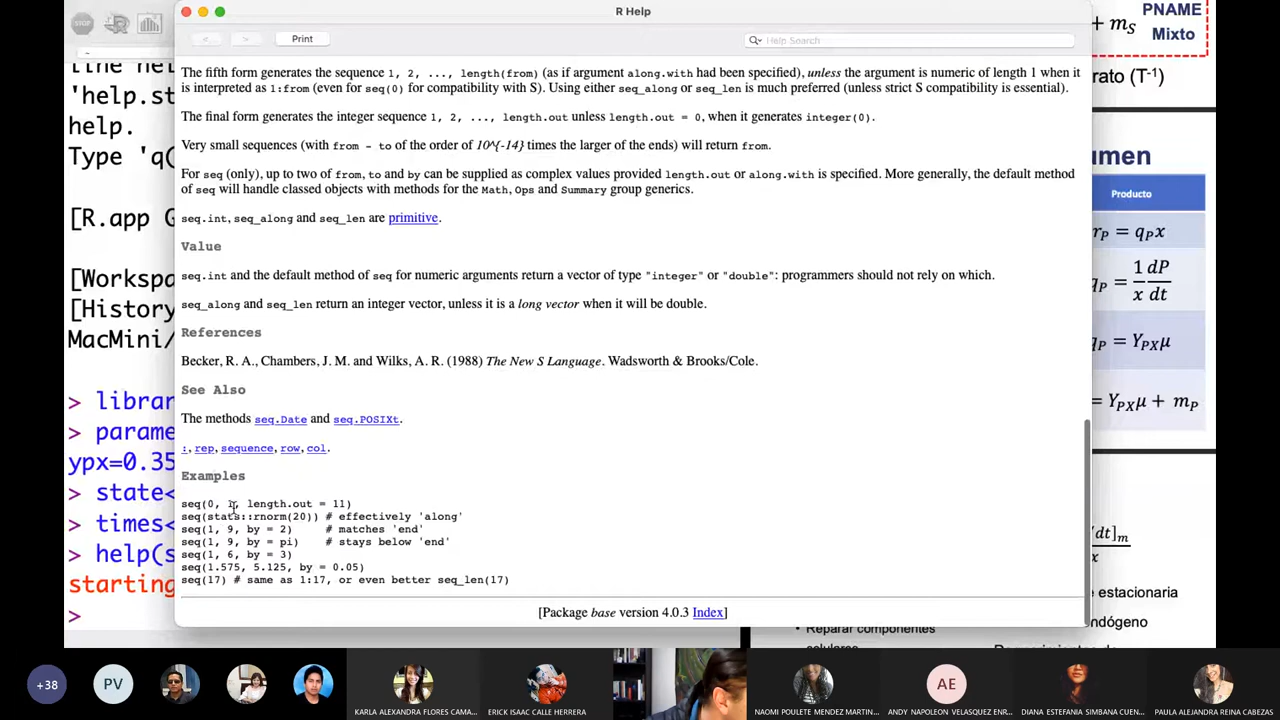 R Help
STOP
Print
Help Search
~
The fifth form generates the sequence 1, 2, ..., length(from) (as if argument along.with had been specified), unless the argument is numeric of length 1 when it
is interpreted as 1:from (even for seq(0) for compatibility with S). Using either seq_along or seq_len is much preferred (unless strict S compatibility is essential).
The final form generates the integer sequence 1, 2, ..., length.out unless length.out = 0, when it generates integer(0).
Very small sequences (with from - to of the order of 10^{-14} times the larger of the ends) will return from.
For seq (only), up to two of from, to and by can be supplied as complex values provided length.out or along.with is specified. More generally, the default method
of seq will handle classed objects with methods for the Math, Ops and Summary group generics.
seq.int, seq_along and seq_len are primitive.
Value
seq.int and the default method of seq for numeric arguments return a vector of type "integer" or "double": programmers should not rely on which.
seq_along and seq_len return an integer vector, unless it is a long vector when it will be double.
References
Becker, R. A., Chambers, J. M. and Wilks, A. R. (1988) The New S Language. Wadsworth & Brooks/Cole.
See Also
The methods seq.Date and seq.POSIXt.
:, rep, sequence, row, col.
Examples
seq(0, 1, length.out = 11)
seq(stats::rnorm(20)) # effectively 'along'
seq(1, 9, by = 2) # matches 'end'
seq(1, 9, by = pi) # stays below 'end'
seq(1, 6, by = 3)
seq(1.575, 5.125, by = 0.05)
seq(17) # same as 1:17, or even better seq_len(17)
[Package base version 4.0.3 Index]
'help.st
help.
Type 'q(
[R.app G
[Workspa
[History
MacMini/
> librar
> parame
ypx=0.35
> state<
> times<
> help(s
starting
>
+ mS PNAME
Mixto
rato (T-1)
umen
Producto
rP = qPx
qP = 1/x dP/dt
qP = YPXμ
= YPXμ + mP
/dt]m
x
e estacionaria
ndógeno
• Reparar componentes
celulares
+38
PV
KARLA ALEXANDRA FLORES CAMA...
ERICK ISAAC CALLE HERRERA
NAOMI POULETE MENDEZ MARTIN...
AE
ANDY NAPOLEON VELASQUEZ ENR...
DIANA ESTEFANIA SIMBANA CUEN...
PAULA ALEJANDRA REINA CABEZAS